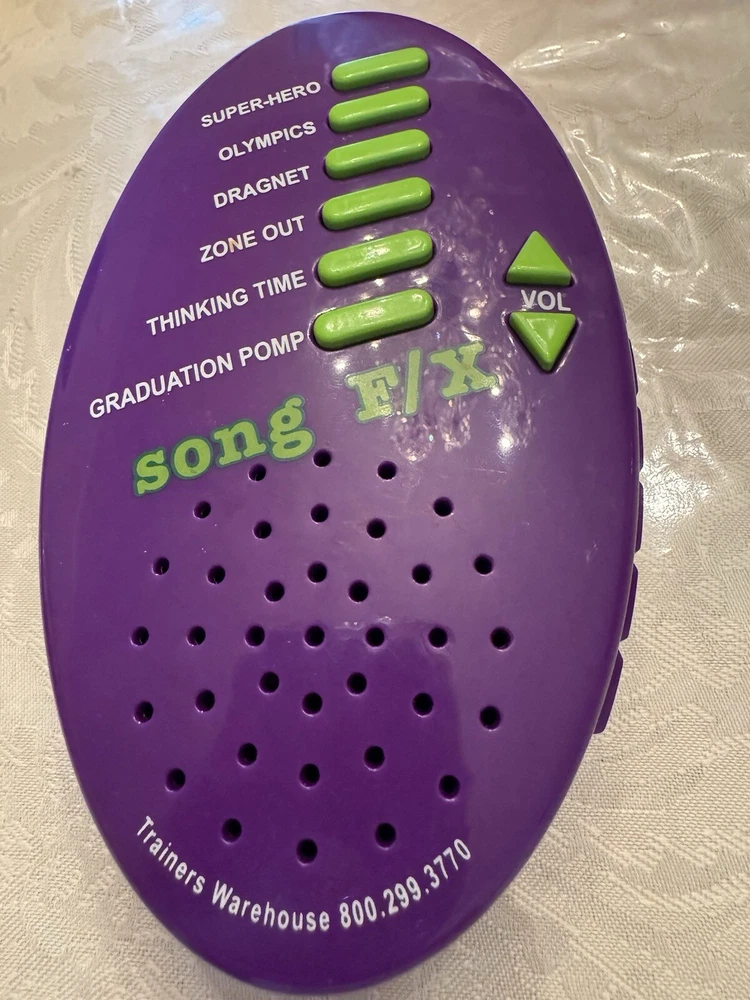 SUPER-HERO
OLYMPICS
DRAGNET
ZONE OUT
THINKING TIME
GRADUATION POMP
VOL
song F/X
Trainers Warehouse 800.299.3770